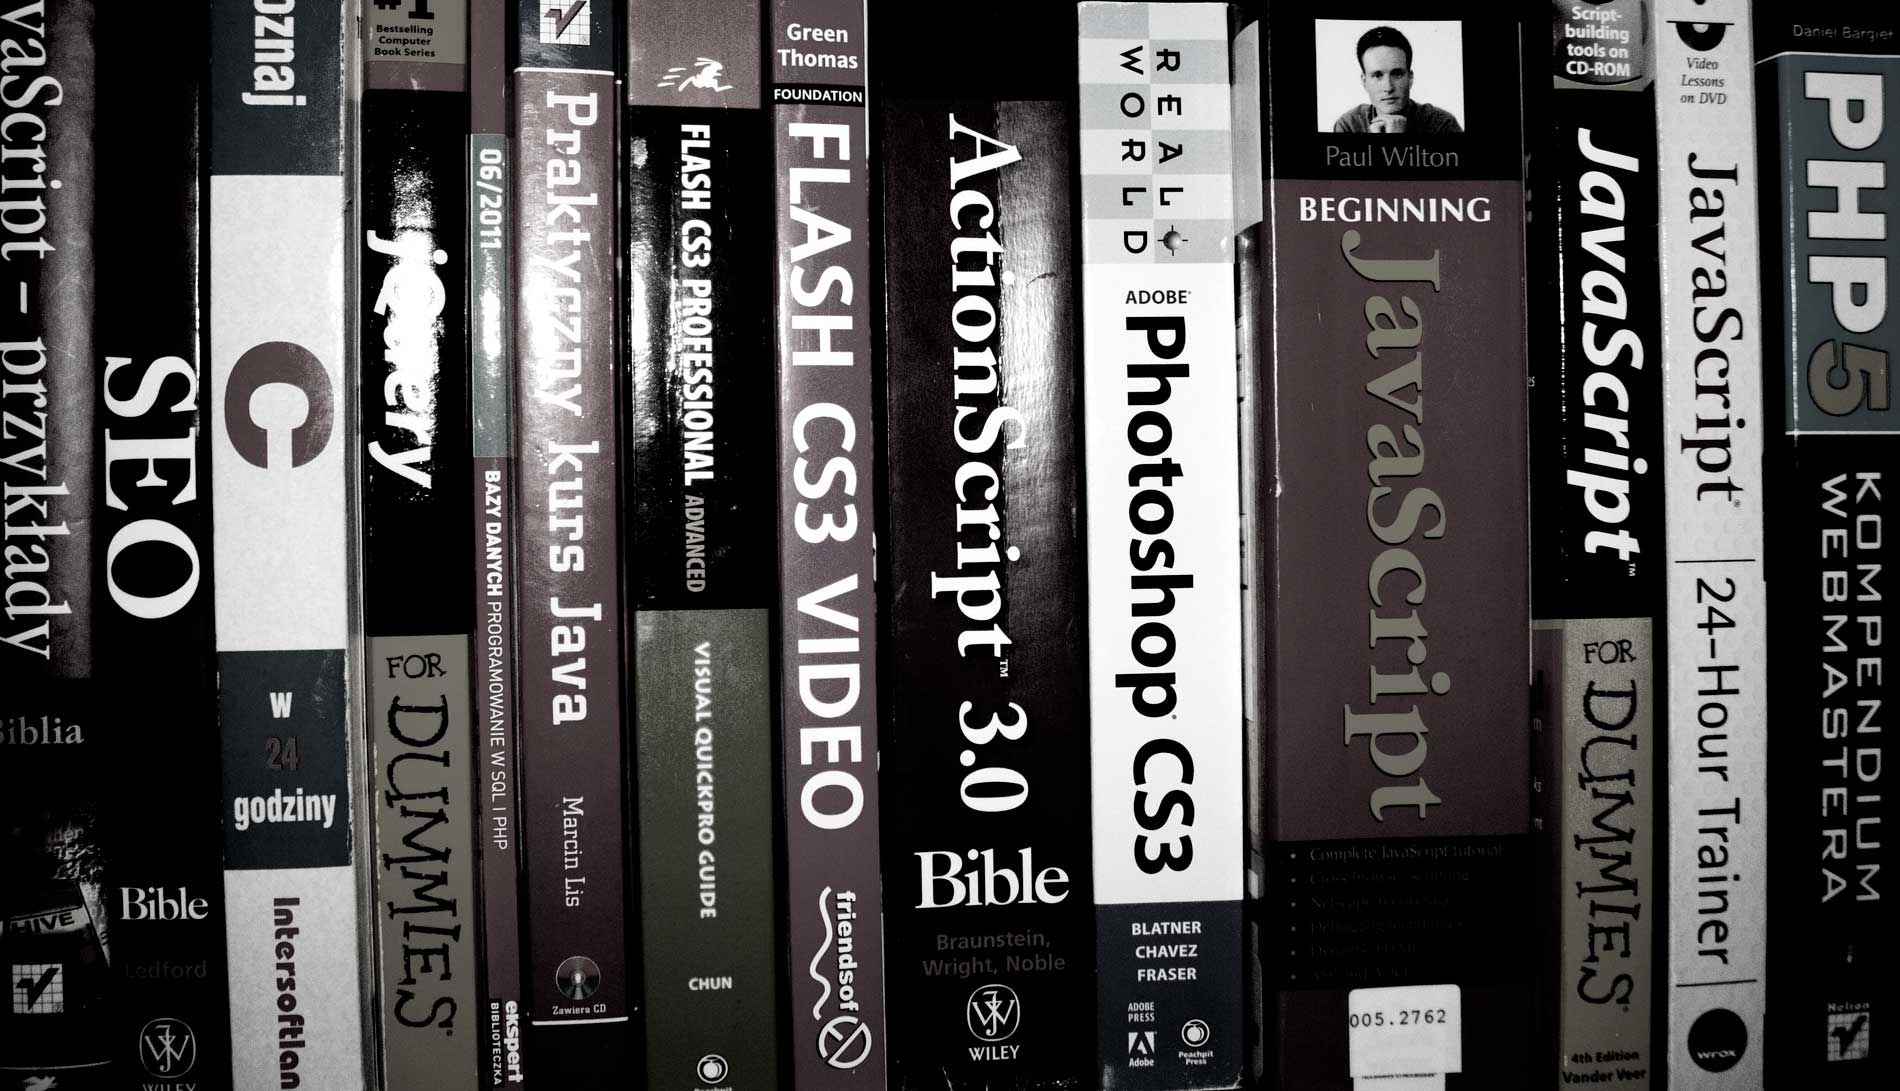 vaScript – przykłady
Biblia
HIVE
SEO
Bible
Ledford
WILEY
oznaj
C
w
24
godziny
Intersoftlan
#1
Bestselling
Computer
Book Series
jQuery
FOR
DUMMIES
06/2011
BAZY DANYCH PROGRAMOWANIE W SQL I PHP
ekspert
BIBLIOTECZKA
Praktyczny kurs Java
Marcin Lis
Zawiera CD
FLASH CS3 PROFESSIONAL ADVANCED
VISUAL QUICKPRO GUIDE
CHUN
Peachpit
Green
Thomas
FOUNDATION
FLASH CS3 VIDEO
friendsof
ActionScript™ 3.0
Bible
Braunstein,
Wright, Noble
WILEY
REAL
WORLD
ADOBE®
Photoshop® CS3
BLATNER
CHAVEZ
FRASER
ADOBE
PRESS
Adobe
Peachpit
Press
Paul Wilton
BEGINNING
JavaScript
• Complete JavaScript tutorial
005.2762
Script-
building
tools on
CD-ROM
JavaScript™
FOR
DUMMIES
4th Edition
Vander Veer
Video
Lessons
on DVD
JavaScript®
24-Hour Trainer
wrox
Daniel Bargieł
PHP5
KOMPENDIUM
WEBMASTERA
Helion